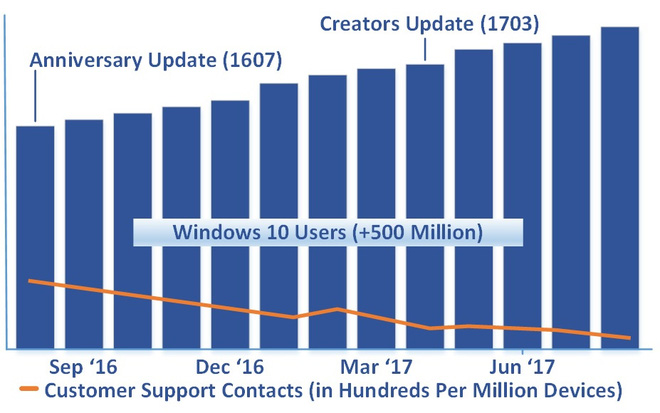 Creators Update (1703)
Anniversary Update (1607)
Windows 10 Users (+500 Million)
Sep ‘16 Dec ‘16 Mar ‘17 Jun ‘17
Customer Support Contacts (in Hundreds Per Million Devices)